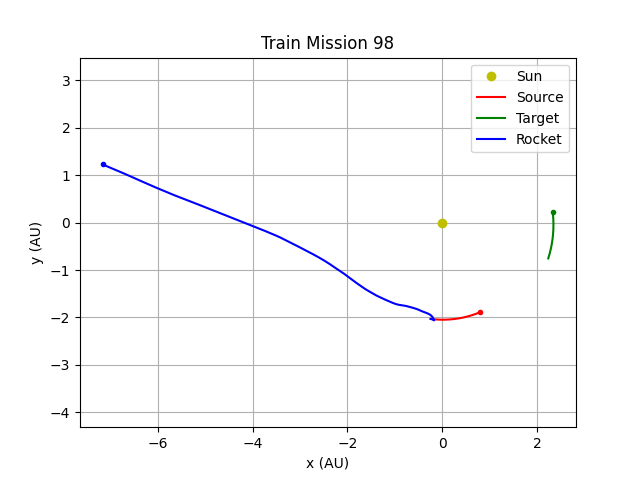 Train Mission 98
Sun
Source
Target
Rocket
3
2
1
0
−1
−2
−3
−4
y (AU)
−6
−4
−2
0
2
x (AU)